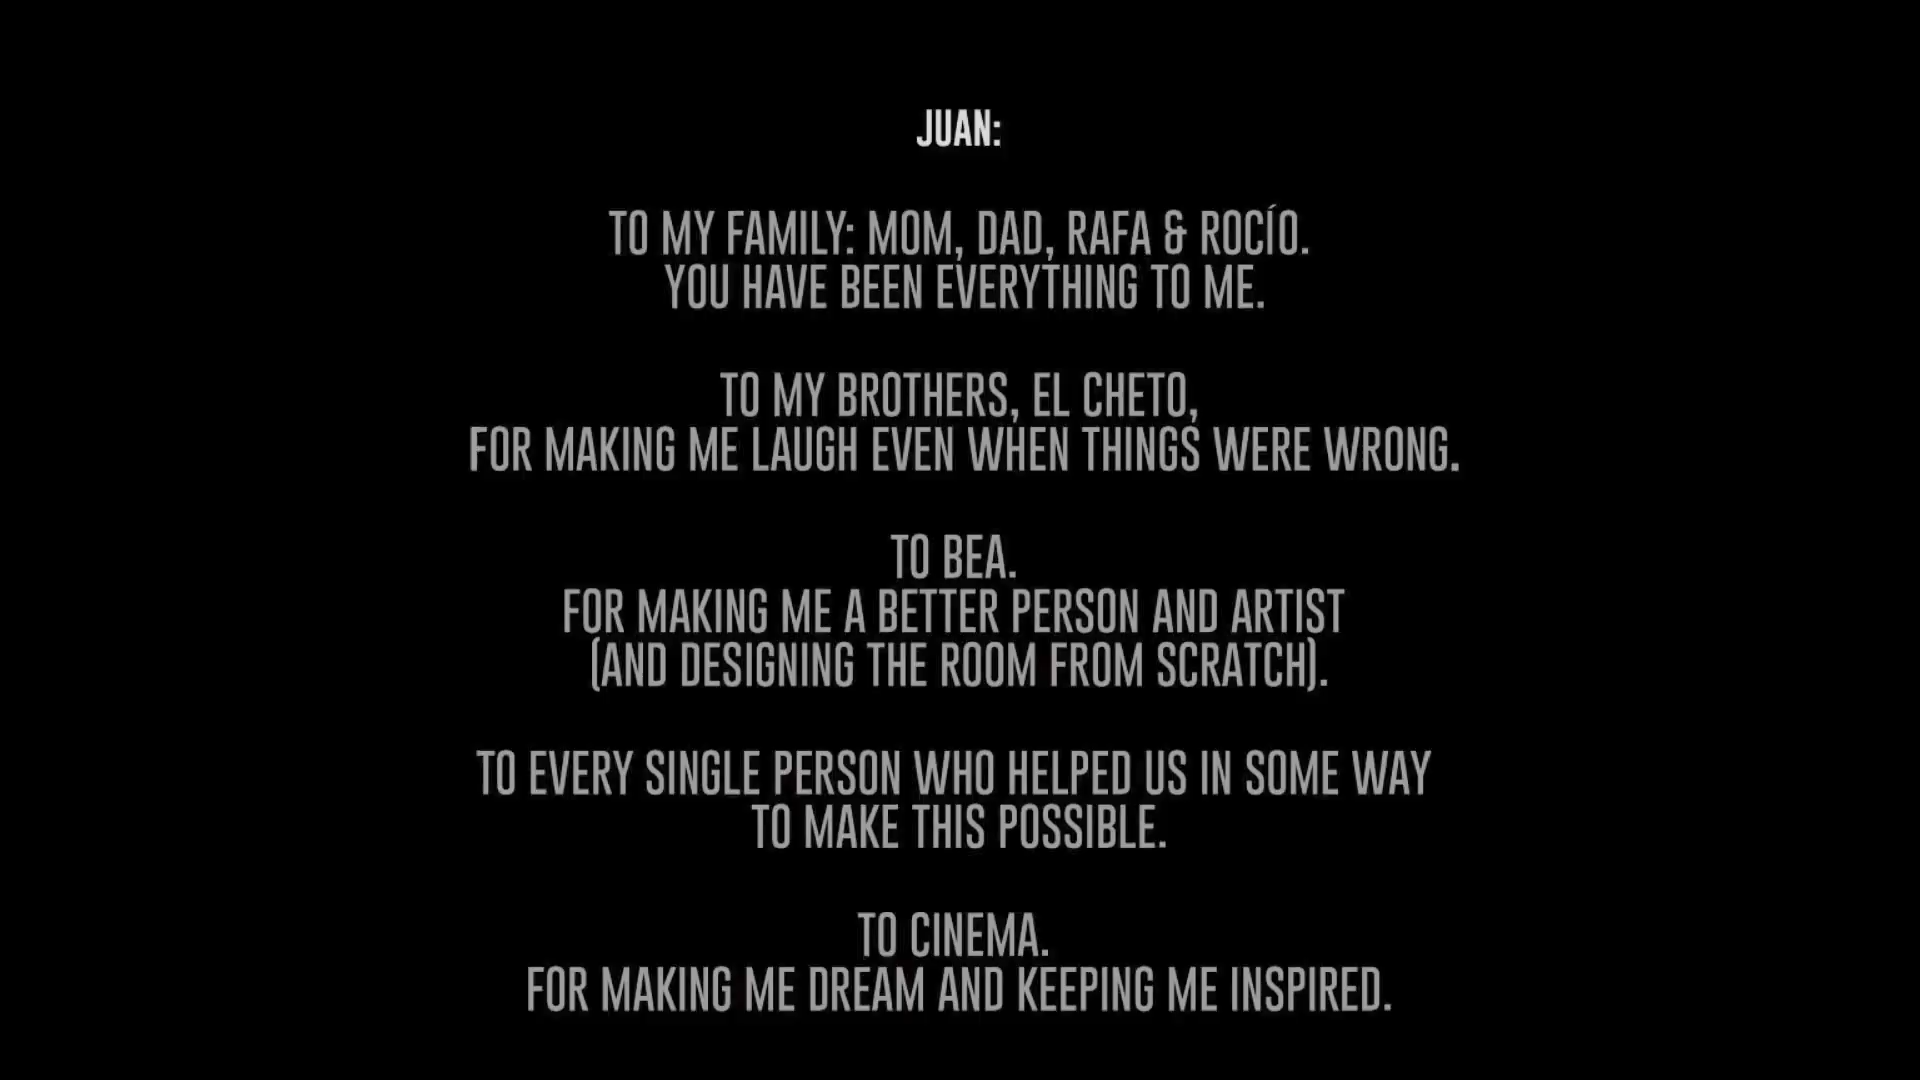 JUAN:
TO MY FAMILY: MOM, DAD, RAFA & ROCÍO.
YOU HAVE BEEN EVERYTHING TO ME.
TO MY BROTHERS, EL CHETO,
FOR MAKING ME LAUGH EVEN WHEN THINGS WERE WRONG.
TO BEA.
FOR MAKING ME A BETTER PERSON AND ARTIST
(AND DESIGNING THE ROOM FROM SCRATCH).
TO EVERY SINGLE PERSON WHO HELPED US IN SOME WAY
TO MAKE THIS POSSIBLE.
TO CINEMA.
FOR MAKING ME DREAM AND KEEPING ME INSPIRED.